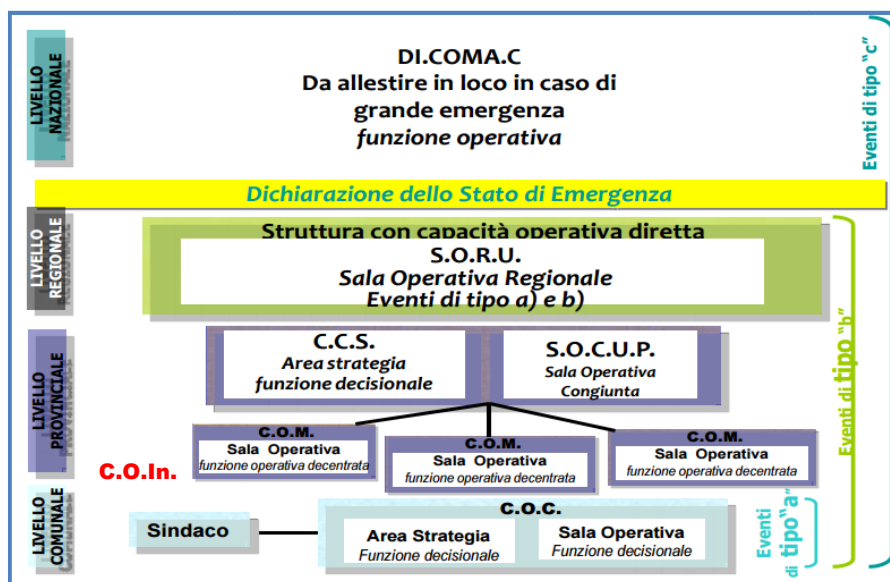 LIVELLO
NAZIONALE
DI.COMA.C
Da allestire in loco in caso di
grande emergenza
funzione operativa
Eventi di tipo "c"
Dichiarazione dello Stato di Emergenza
LIVELLO
REGIONALE
Struttura con capacità operativa diretta
S.O.R.U.
Sala Operativa Regionale
Eventi di tipo a) e b)
LIVELLO
PROVINCIALE
C.C.S.
Area strategia
funzione decisionale
S.O.C.U.P.
Sala Operativa
Congiunta
Eventi di tipo "b"
C.O.M.
Sala Operativa
funzione operativa decentrata
C.O.M.
Sala Operativa
funzione operativa decentrata
C.O.M.
Sala Operativa
funzione operativa decentrata
C.O.In.
LIVELLO
COMUNALE
Sindaco
C.O.C.
Area Strategia
Funzione decisionale
Sala Operativa
Funzione decisionale
Eventi
di tipo "a"